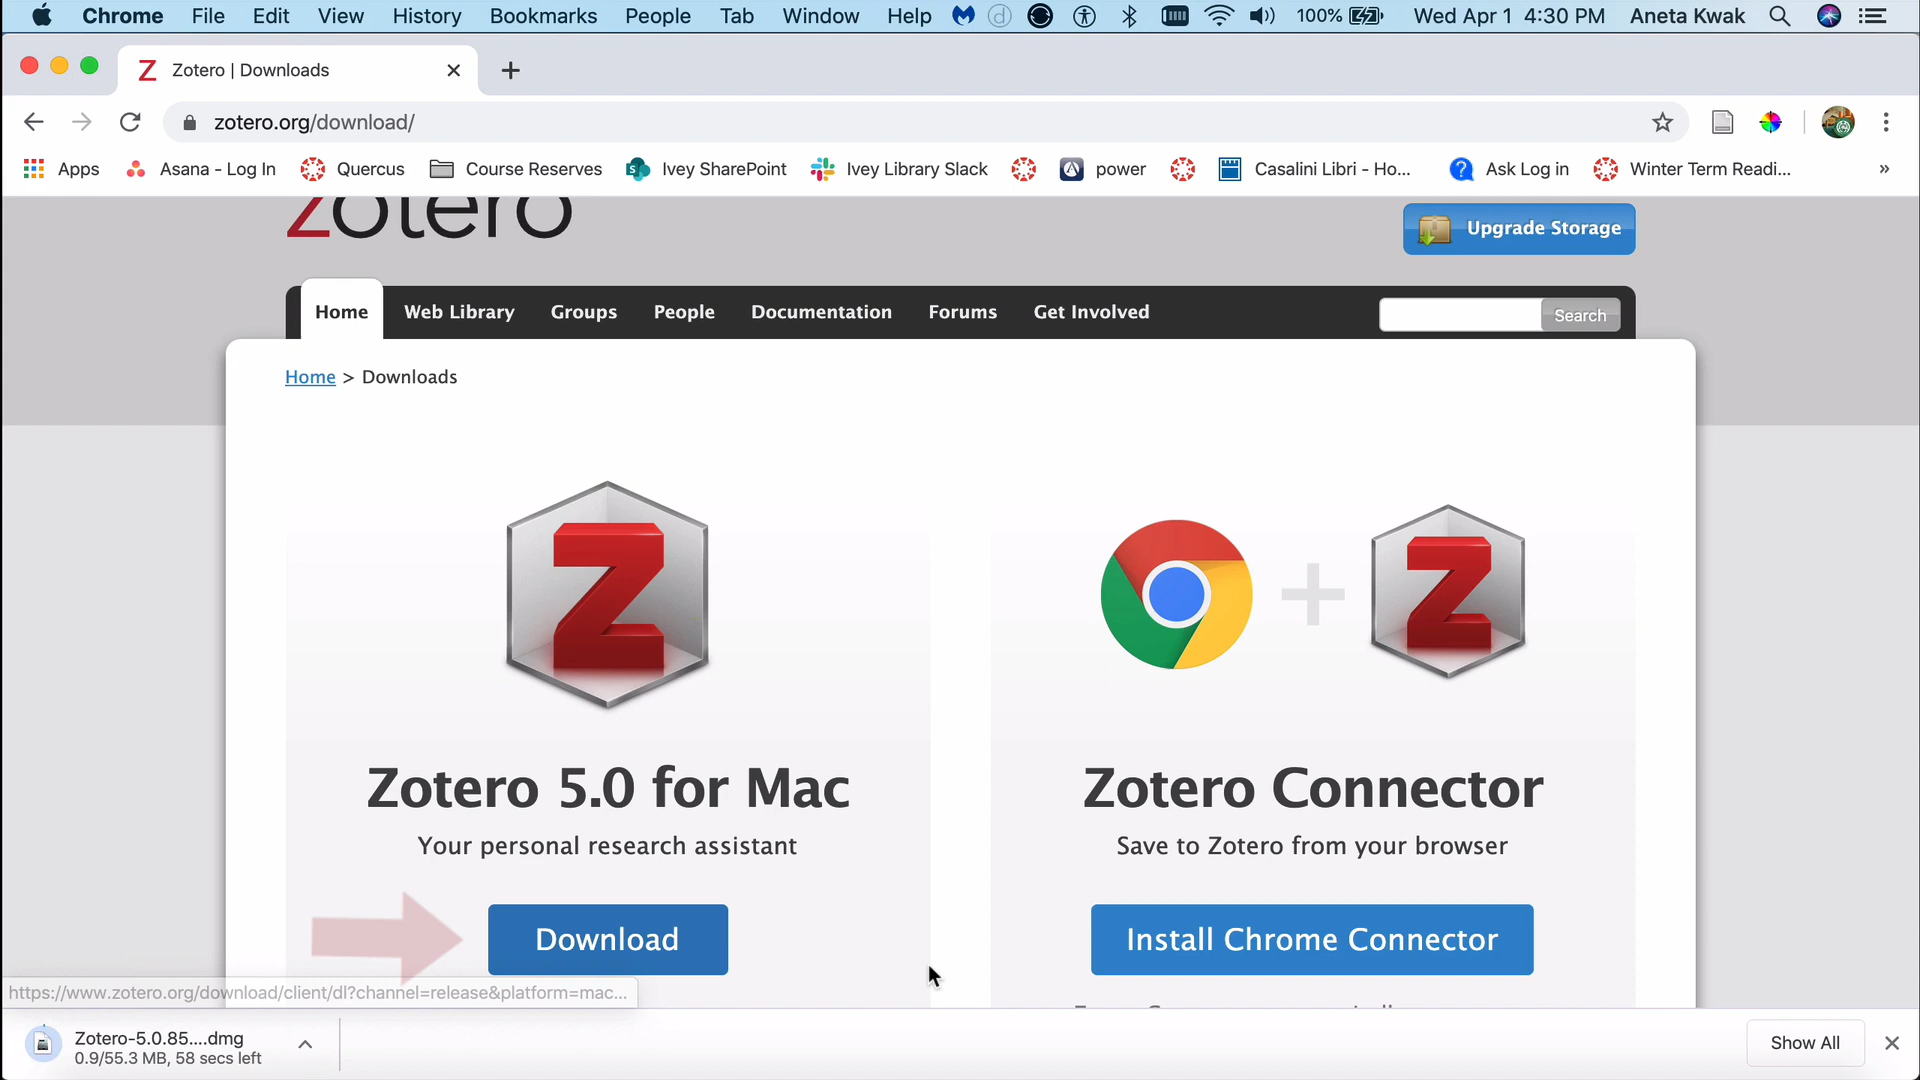 Chrome File Edit View History Bookmarks People Tab Window Help 100% Wed Apr 1 4:30 PM Aneta Kwak
Zotero | Downloads
zotero.org/download/
Apps Asana - Log In Quercus Course Reserves Ivey SharePoint Ivey Library Slack power Casalini Libri - Ho... Ask Log in Winter Term Readi... »
zotero
Upgrade Storage
Home Web Library Groups People Documentation Forums Get Involved Search
Home > Downloads
Zotero 5.0 for Mac
Your personal research assistant
Download
Zotero Connector
Save to Zotero from your browser
Install Chrome Connector
https://www.zotero.org/download/client/dl?channel=release&platform=mac...
Zotero-5.0.85....dmg
0.9/55.3 MB, 58 secs left
Show All